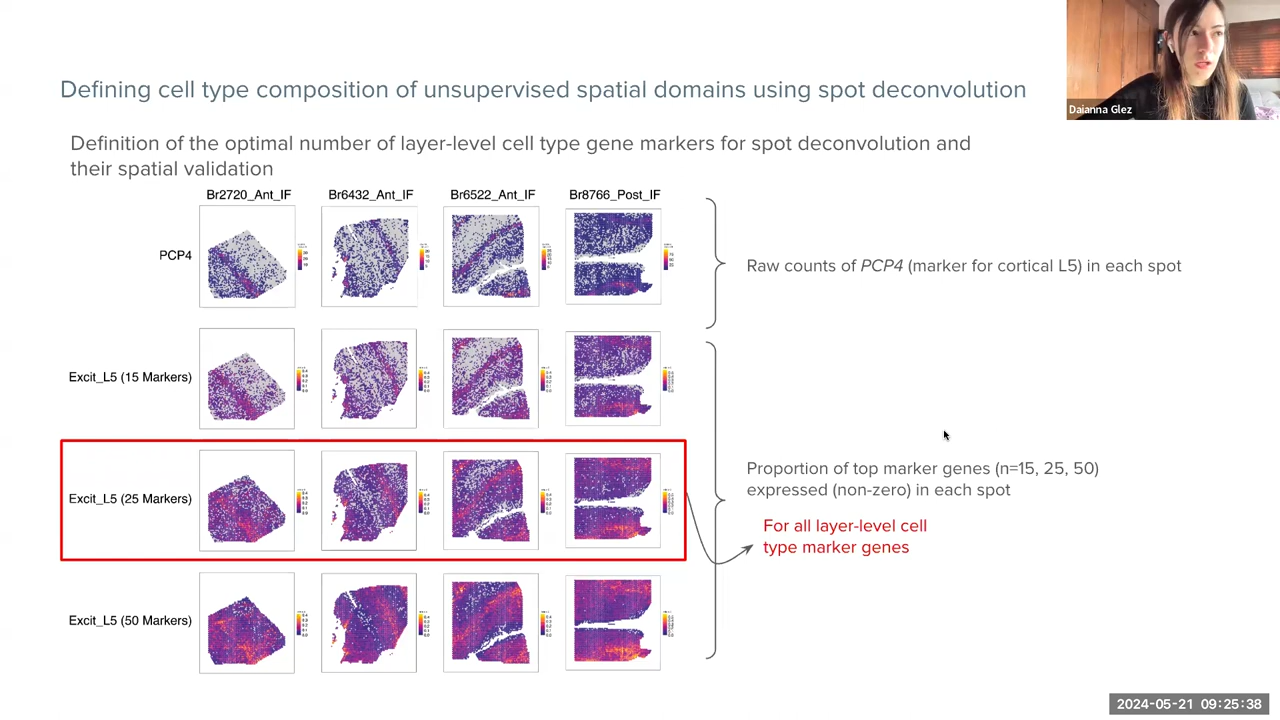 Daianna Glez
Defining cell type composition of unsupervised spatial domains using spot deconvolution
Definition of the optimal number of layer-level cell type gene markers for spot deconvolution and
their spatial validation
Br2720_Ant_IF Br6432_Ant_IF Br6522_Ant_IF Br8766_Post_IF
PCP4
Raw counts of PCP4 (marker for cortical L5) in each spot
Excit_L5 (15 Markers)
Excit_L5 (25 Markers)
Proportion of top marker genes (n=15, 25, 50)
expressed (non-zero) in each spot
For all layer-level cell
type marker genes
Excit_L5 (50 Markers)
2024-05-21 09:25:38